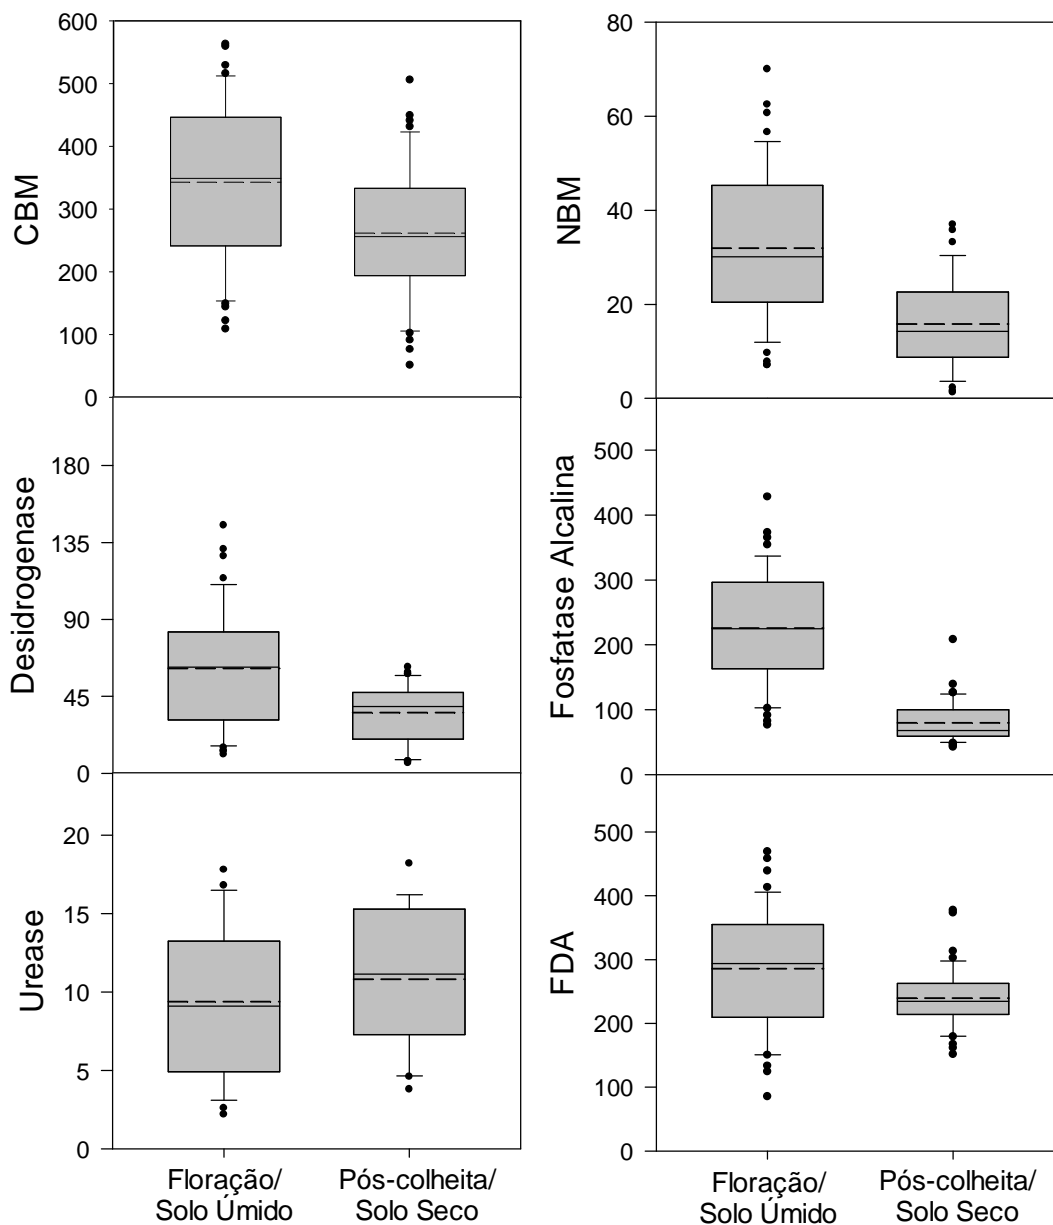 CBM
600
500
400
300
200
100
0
NBM
80
60
40
20
0
Desidrogenase
180
135
90
45
0
Fosfatase Alcalina
500
400
300
200
100
0
Urease
20
15
10
5
0
FDA
500
400
300
200
100
0
Floração/
Solo Úmido
Pós-colheita/
Solo Seco
Floração/
Solo Úmido
Pós-colheita/
Solo Seco